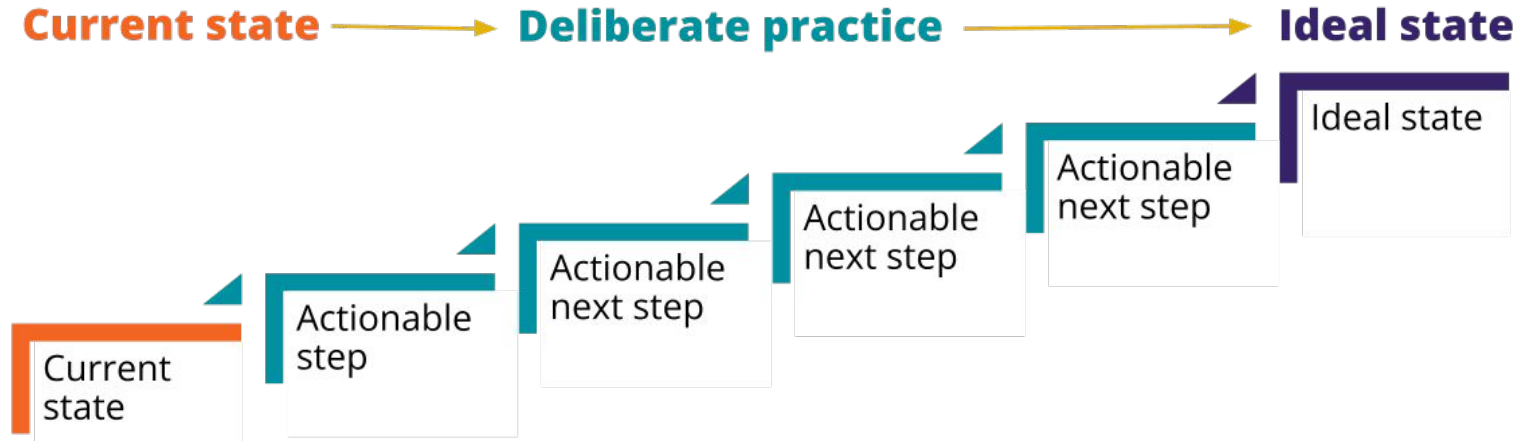 Current state
Deliberate practice
Ideal state
Current
state
Actionable
step
Actionable
next step
Actionable
next step
Actionable
next step
Ideal state